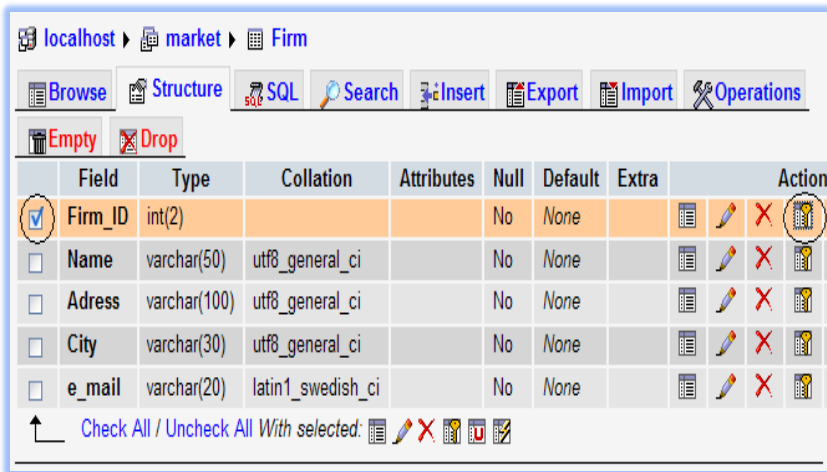 localhost market Firm
Browse Structure SQL Search Insert Export Import Operations
Empty Drop
Field Type Collation Attributes Null Default Extra Action
Firm_ID int(2) No None
Name varchar(50) utf8_general_ci No None
Adress varchar(100) utf8_general_ci No None
City varchar(30) utf8_general_ci No None
e_mail varchar(20) latin1_swedish_ci No None
Check All / Uncheck All With selected: